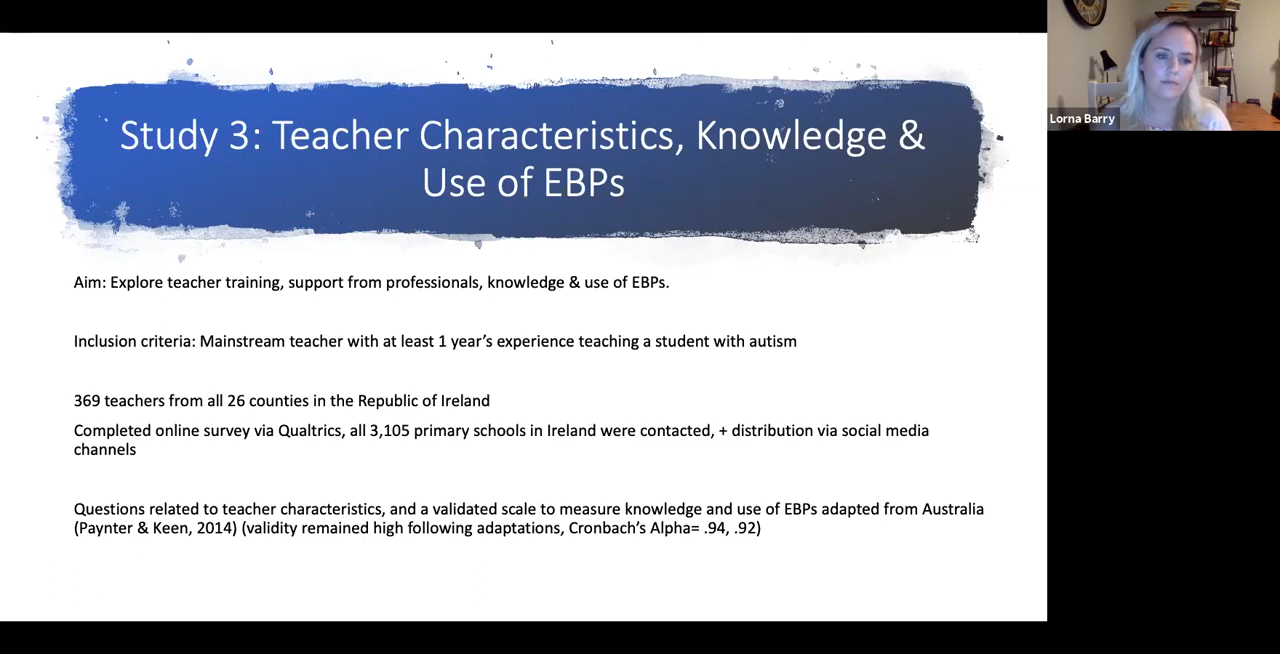 Study 3: Teacher Characteristics, Knowledge &
Use of EBPs
Aim: Explore teacher training, support from professionals, knowledge & use of EBPs.
Inclusion criteria: Mainstream teacher with at least 1 year’s experience teaching a student with autism
369 teachers from all 26 counties in the Republic of Ireland
Completed online survey via Qualtrics, all 3,105 primary schools in Ireland were contacted, + distribution via social media
channels
Questions related to teacher characteristics, and a validated scale to measure knowledge and use of EBPs adapted from Australia
(Paynter & Keen, 2014) (validity remained high following adaptations, Cronbach’s Alpha= .94, .92)
Lorna Barry